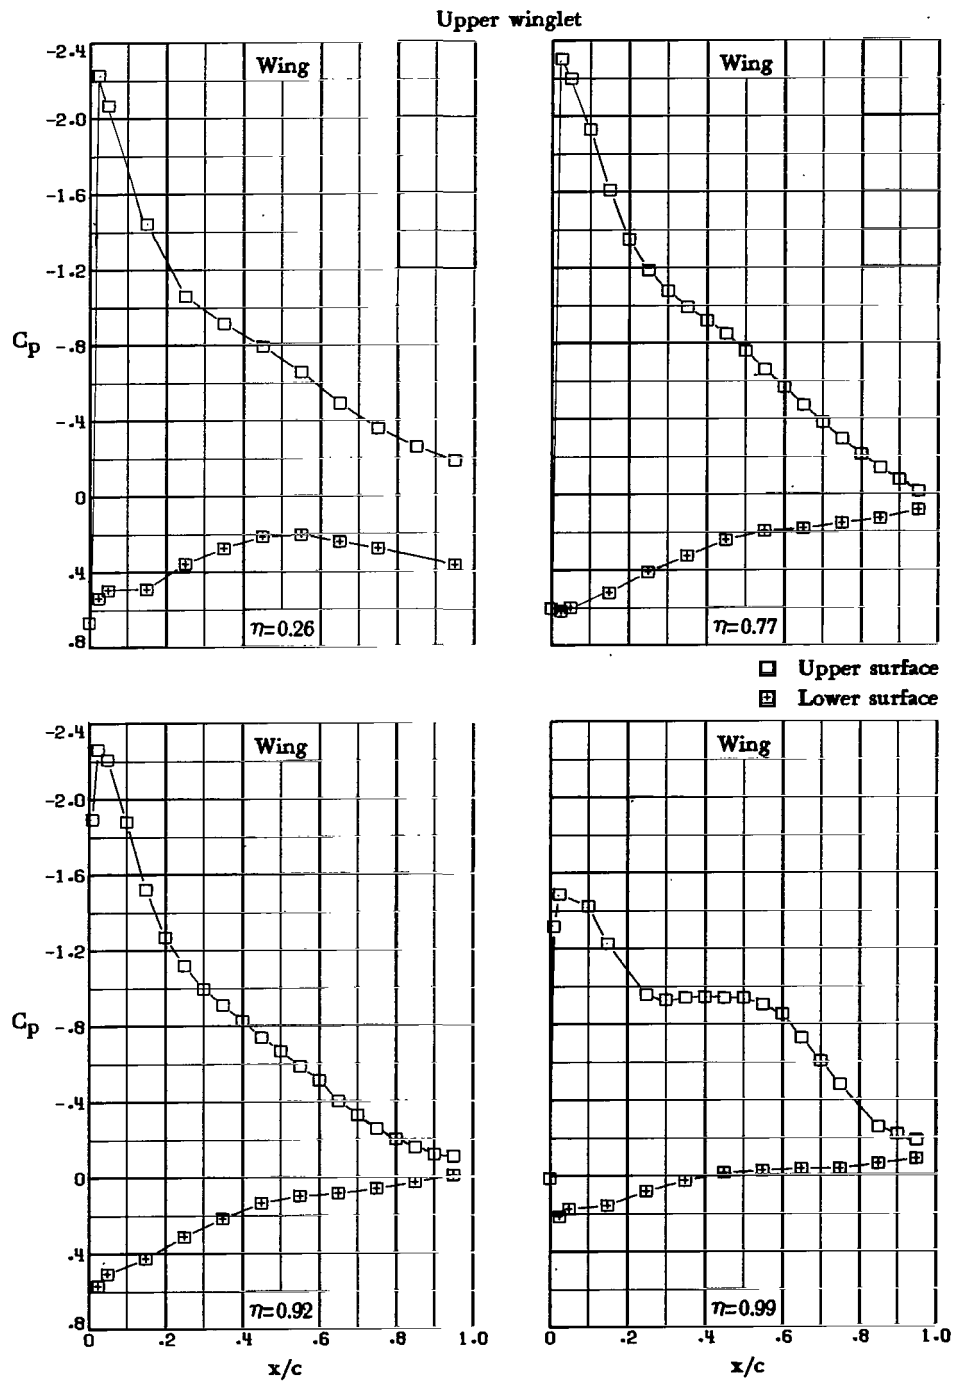 Upper winglet
-2.4
Wing
Wing
-2.0
-1.6
-1.2
Cp
-.8
-.4
0
.4
.8
η=0.26
η=0.77
Upper surface
Lower surface
-2.4
Wing
Wing
-2.0
-1.6
-1.2
Cp
-.8
-.4
0
.4
.8
η=0.92
η=0.99
0 .2 .4 .6 .8 1.0
0 .2 .4 .6 .8 1.0
x/c
x/c